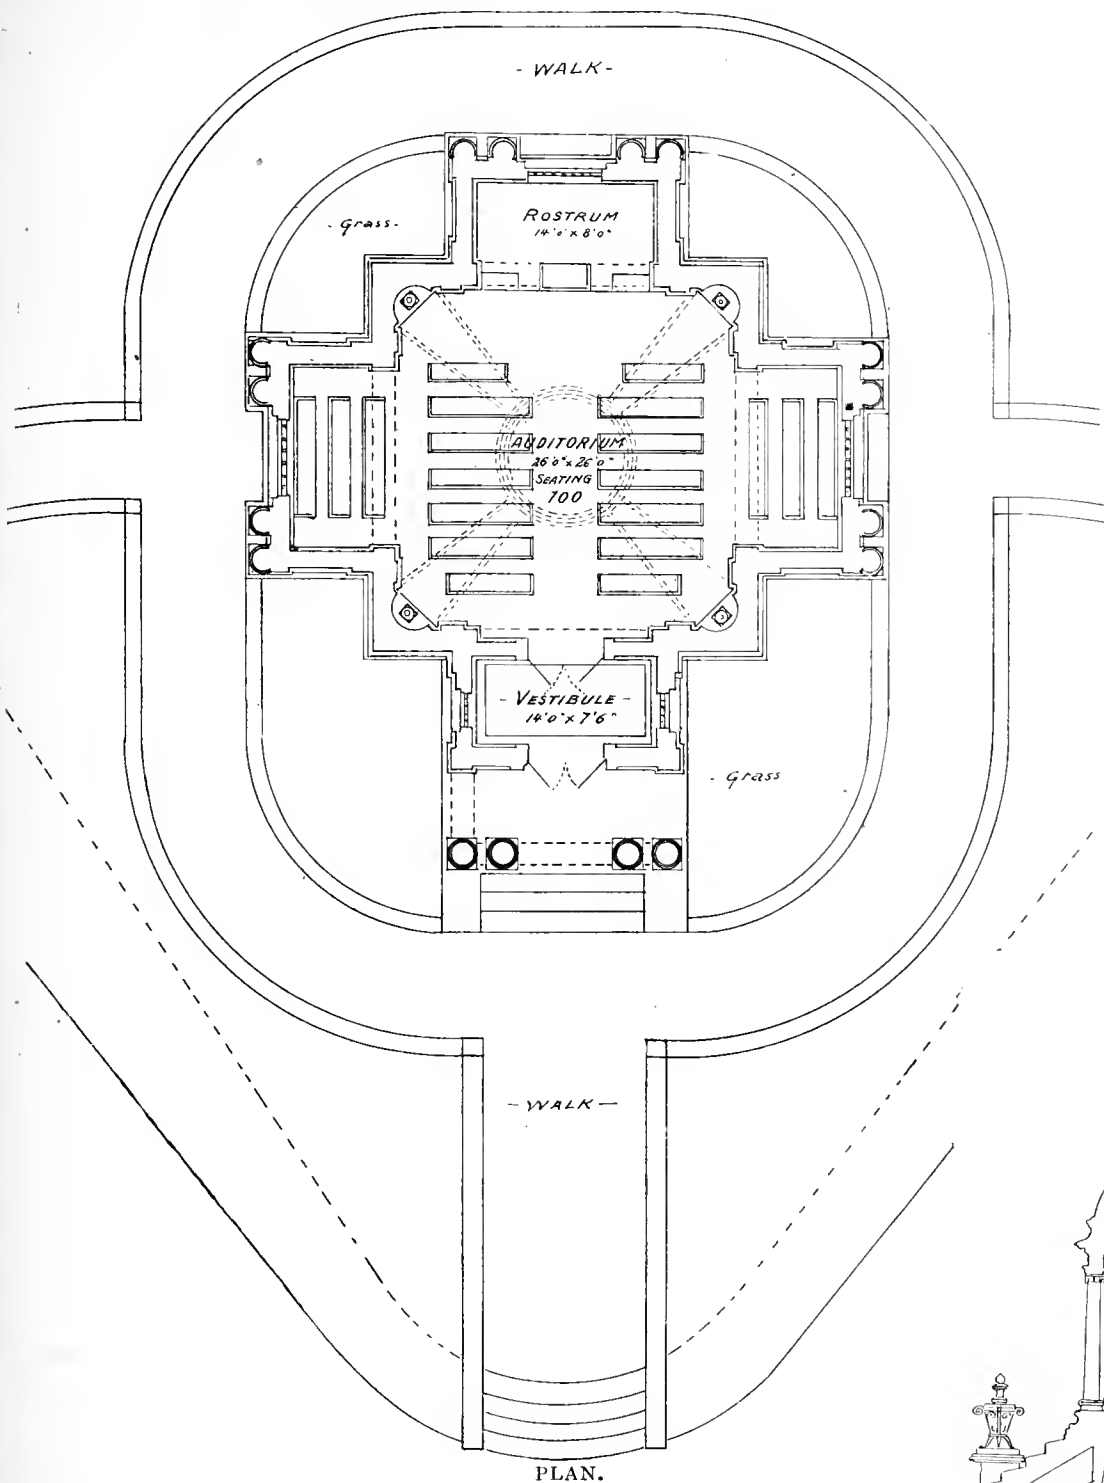 - WALK -
- Grass -
ROSTRUM
14'0" x 8'0"
AUDITORIUM
26'0" x 26'0"
SEATING
100
- VESTIBULE -
14'0" x 7'6"
- Grass
- WALK -
PLAN.